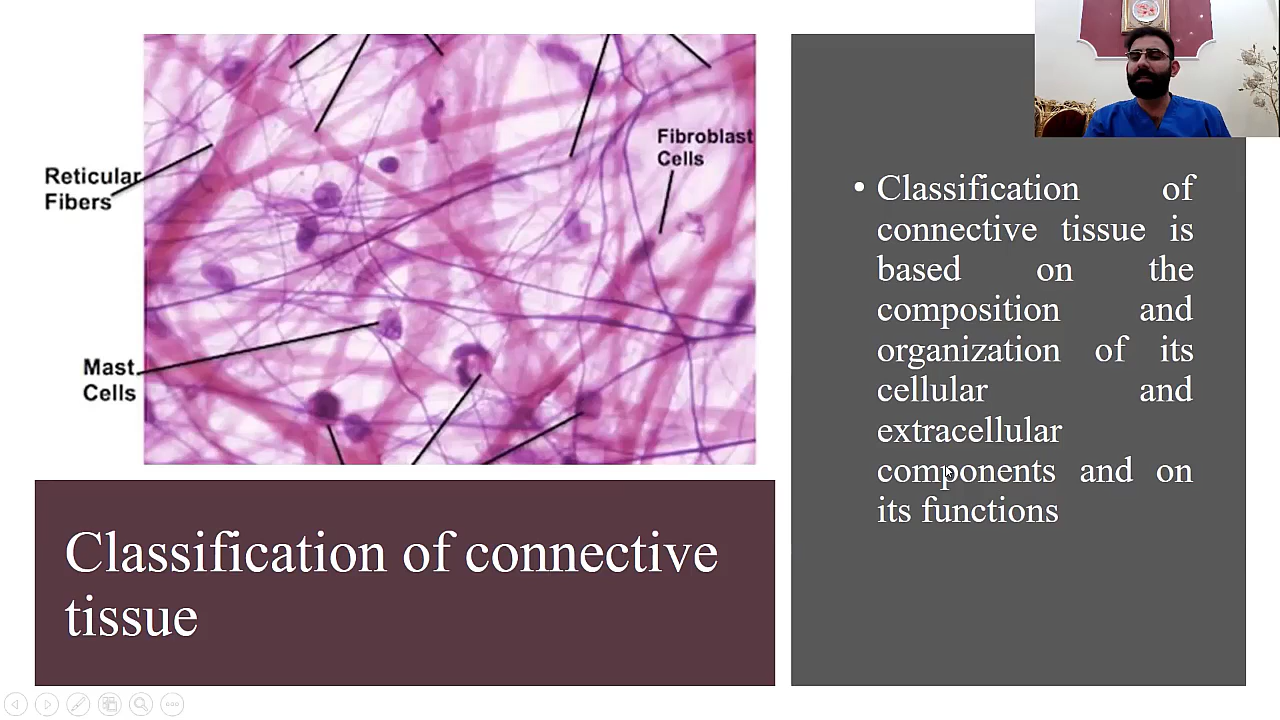 Reticular
Fibers
Fibroblast
Cells
Mast
Cells
Classification of connective
tissue
• Classification of
connective tissue is
based on the
composition and
organization of its
cellular and
extracellular
components and on
its functions